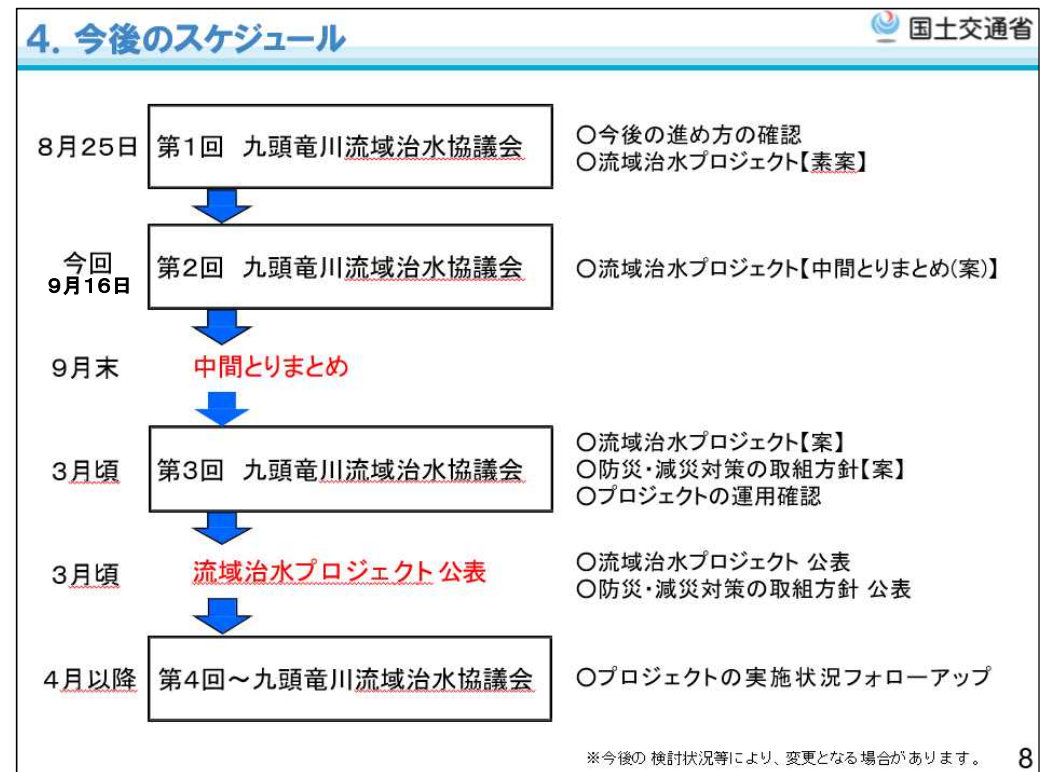 4. 今後のスケジュール
国土交通省
8月25日
第1回 九頭竜川流域治水協議会
〇今後の進め方の確認
〇流域治水プロジェクト【素案】
今回
9月16日
第2回 九頭竜川流域治水協議会
〇流域治水プロジェクト【中間とりまとめ(案)】
9月末
中間とりまとめ
3月頃
第3回 九頭竜川流域治水協議会
〇流域治水プロジェクト【案】
〇防災・減災対策の取組方針【案】
〇プロジェクトの運用確認
3月頃
流域治水プロジェクト 公表
〇流域治水プロジェクト 公表
〇防災・減災対策の取組方針 公表
4月以降
第4回～九頭竜川流域治水協議会
〇プロジェクトの実施状況フォローアップ
※今後の検討状況等により、変更となる場合があります。
8